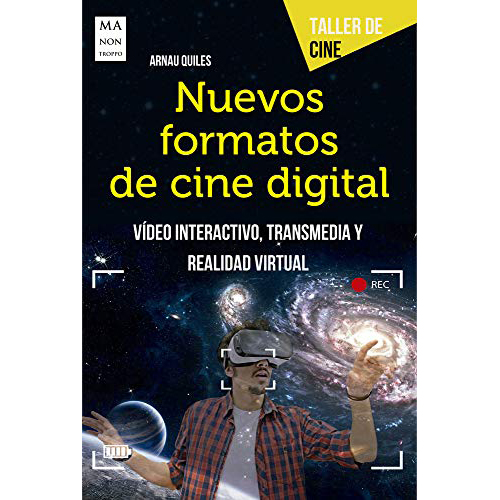 MA
NON
TROPPO
TALLER DE
CINE
ARNAU QUILES
Nuevos
formatos
de cine digital
VÍDEO INTERACTIVO, TRANSMEDIA Y
REALIDAD VIRTUAL
REC